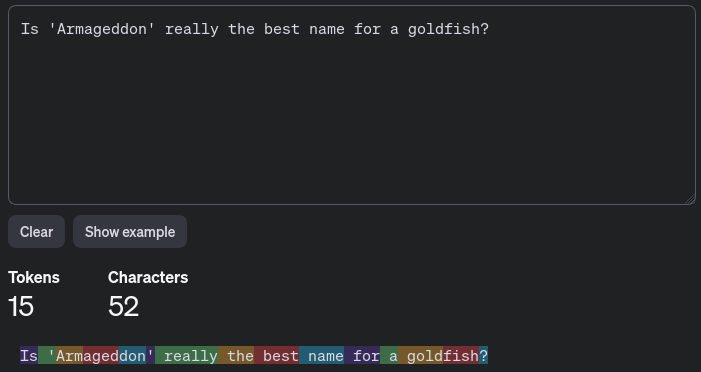 Is 'Armageddon' really the best name for a goldfish?
Clear Show example
Tokens Characters
15 52
Is 'Armageddon' really the best name for a goldfish?